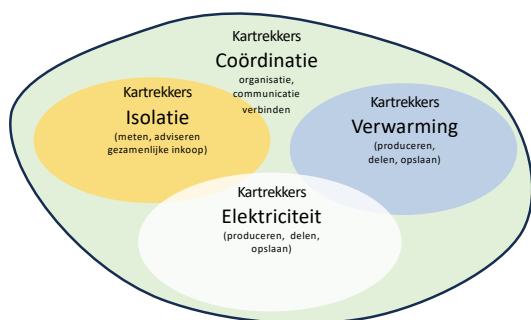 Kartrekkers
Coördinatie
organisatie,
communicatie
verbinden
Kartrekkers
Isolatie
(meten, adviseren
gezamenlijke inkoop)
Kartrekkers
Verwarming
(produceren,
delen, opslaan)
Kartrekkers
Elektriciteit
(produceren, delen,
opslaan)